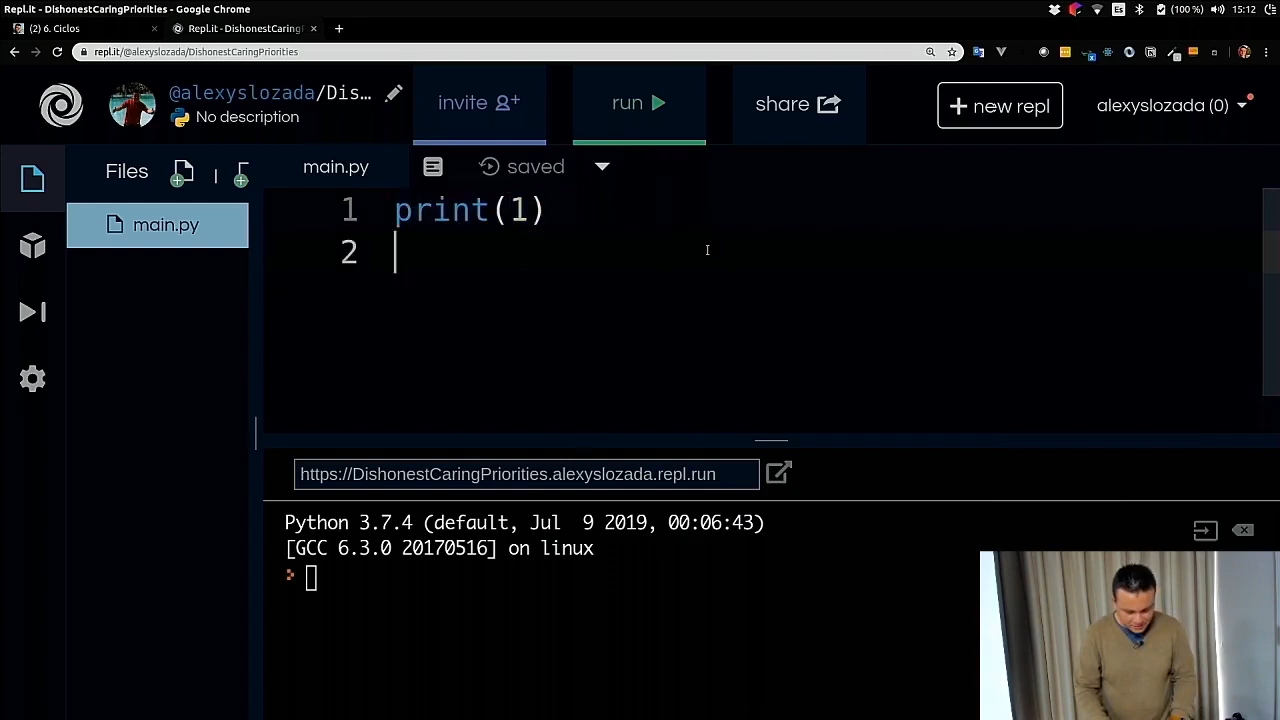 Repl.it - DishonestCaringPriorities - Google Chrome
Es
(100 %)
15:12
(2) 6. Ciclos
Repl.it - DishonestCaring
repl.it/@alexyslozada/DishonestCaringPriorities
@alexyslozada/Dis...
No description
invite
run
share
+ new repl
alexyslozada (0)
Files
main.py
saved
main.py
1 print(1)
2
https://DishonestCaringPriorities.alexyslozada.repl.run
Python 3.7.4 (default, Jul 9 2019, 00:06:43)
[GCC 6.3.0 20170516] on linux